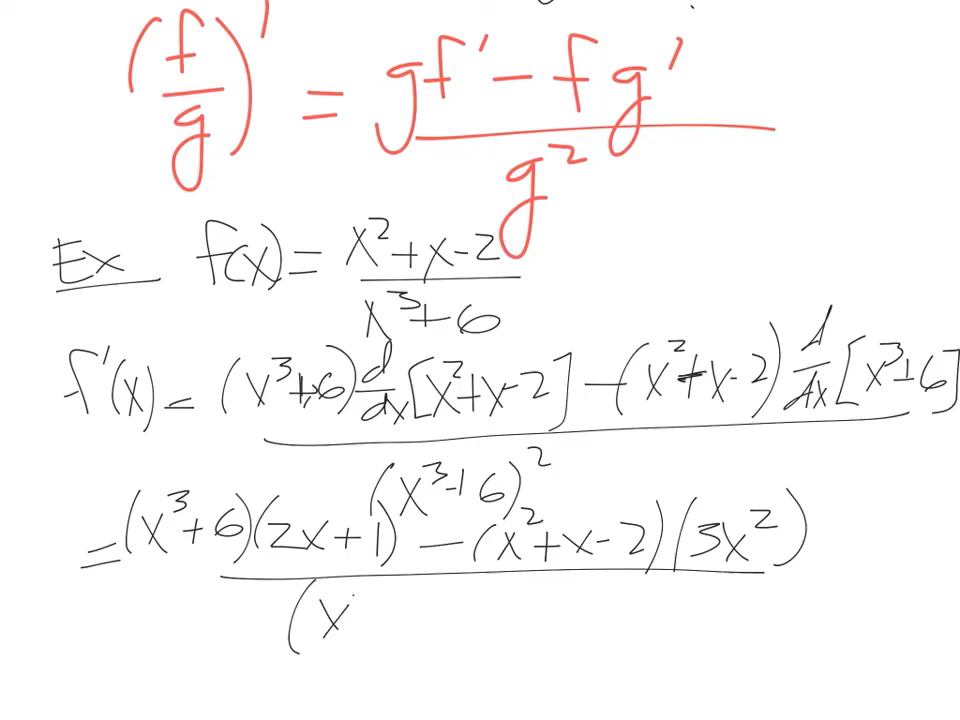 (f/g)' = (gf' - fg')/g²
Ex f(x) = (x²+x-2)/(x³+6)
f'(x) = ((x³+6) d/dx [x²+x-2] - (x²+x-2) d/dx [x³+6])/(x³+6)²
= ((x³+6)(2x+1) - (x²+x-2)(3x²))/(x